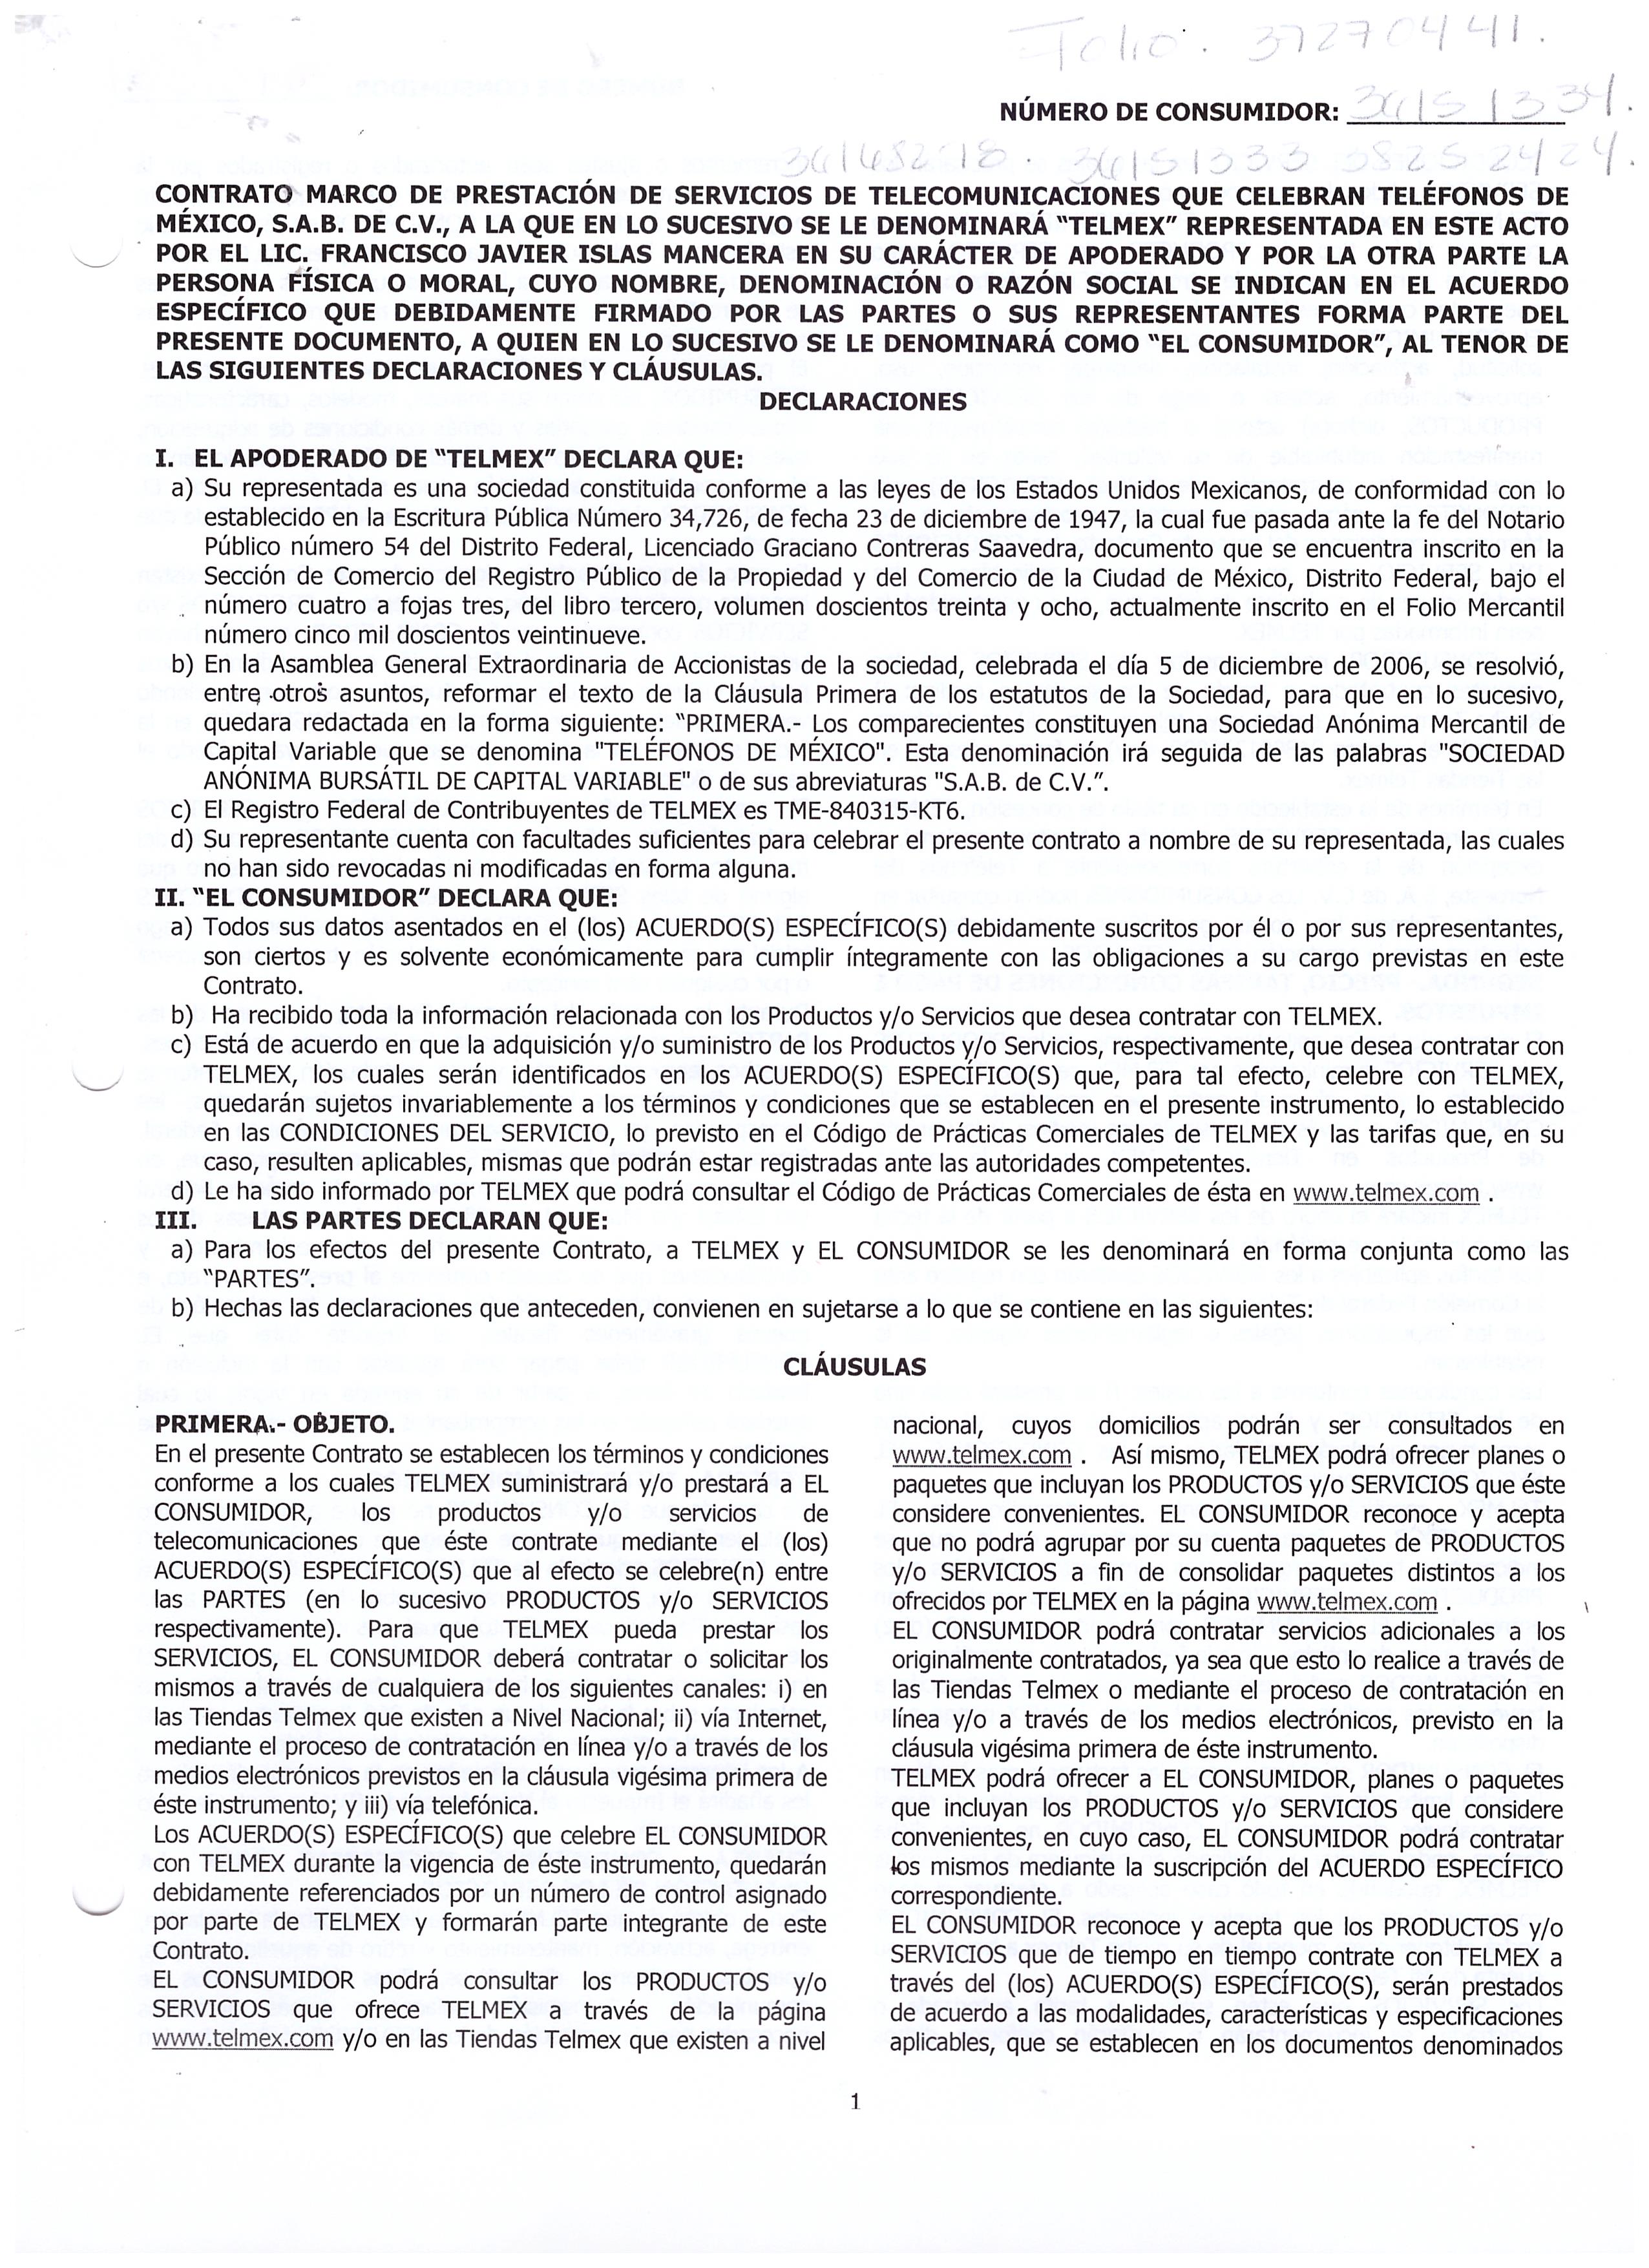 Folio. 37270441.
NÚMERO DE CONSUMIDOR: 36151334.
36148218. 36151333 38252424.
CONTRATO MARCO DE PRESTACIÓN DE SERVICIOS DE TELECOMUNICACIONES QUE CELEBRAN TELÉFONOS DE
MÉXICO, S.A.B. DE C.V., A LA QUE EN LO SUCESIVO SE LE DENOMINARÁ “TELMEX” REPRESENTADA EN ESTE ACTO
POR EL LIC. FRANCISCO JAVIER ISLAS MANCERA EN SU CARÁCTER DE APODERADO Y POR LA OTRA PARTE LA
PERSONA FÍSICA O MORAL, CUYO NOMBRE, DENOMINACIÓN O RAZÓN SOCIAL SE INDICAN EN EL ACUERDO
ESPECÍFICO QUE DEBIDAMENTE FIRMADO POR LAS PARTES O SUS REPRESENTANTES FORMA PARTE DEL
PRESENTE DOCUMENTO, A QUIEN EN LO SUCESIVO SE LE DENOMINARÁ COMO “EL CONSUMIDOR”, AL TENOR DE
LAS SIGUIENTES DECLARACIONES Y CLÁUSULAS.
DECLARACIONES
I. EL APODERADO DE “TELMEX” DECLARA QUE:
a) Su representada es una sociedad constituida conforme a las leyes de los Estados Unidos Mexicanos, de conformidad con lo
establecido en la Escritura Pública Número 34,726, de fecha 23 de diciembre de 1947, la cual fue pasada ante la fe del Notario
Público número 54 del Distrito Federal, Licenciado Graciano Contreras Saavedra, documento que se encuentra inscrito en la
Sección de Comercio del Registro Público de la Propiedad y del Comercio de la Ciudad de México, Distrito Federal, bajo el
número cuatro a fojas tres, del libro tercero, volumen doscientos treinta y ocho, actualmente inscrito en el Folio Mercantil
número cinco mil doscientos veintinueve.
b) En la Asamblea General Extraordinaria de Accionistas de la sociedad, celebrada el día 5 de diciembre de 2006, se resolvió,
entre otros asuntos, reformar el texto de la Cláusula Primera de los estatutos de la Sociedad, para que en lo sucesivo,
quedara redactada en la forma siguiente: “PRIMERA.- Los comparecientes constituyen una Sociedad Anónima Mercantil de
Capital Variable que se denomina "TELÉFONOS DE MÉXICO". Esta denominación irá seguida de las palabras "SOCIEDAD
ANÓNIMA BURSÁTIL DE CAPITAL VARIABLE" o de sus abreviaturas "S.A.B. de C.V.”.
c) El Registro Federal de Contribuyentes de TELMEX es TME-840315-KT6.
d) Su representante cuenta con facultades suficientes para celebrar el presente contrato a nombre de su representada, las cuales
no han sido revocadas ni modificadas en forma alguna.
II. “EL CONSUMIDOR” DECLARA QUE:
a) Todos sus datos asentados en el (los) ACUERDO(S) ESPECÍFICO(S) debidamente suscritos por él o por sus representantes,
son ciertos y es solvente económicamente para cumplir íntegramente con las obligaciones a su cargo previstas en este
Contrato.
b) Ha recibido toda la información relacionada con los Productos y/o Servicios que desea contratar con TELMEX.
c) Está de acuerdo en que la adquisición y/o suministro de los Productos y/o Servicios, respectivamente, que desea contratar con
TELMEX, los cuales serán identificados en los ACUERDO(S) ESPECÍFICO(S) que, para tal efecto, celebre con TELMEX,
quedarán sujetos invariablemente a los términos y condiciones que se establecen en el presente instrumento, lo establecido
en las CONDICIONES DEL SERVICIO, lo previsto en el Código de Prácticas Comerciales de TELMEX y las tarifas que, en su
caso, resulten aplicables, mismas que podrán estar registradas ante las autoridades competentes.
d) Le ha sido informado por TELMEX que podrá consultar el Código de Prácticas Comerciales de ésta en www.telmex.com .
III. LAS PARTES DECLARAN QUE:
a) Para los efectos del presente Contrato, a TELMEX y EL CONSUMIDOR se les denominará en forma conjunta como las
“PARTES”.
b) Hechas las declaraciones que anteceden, convienen en sujetarse a lo que se contiene en las siguientes:
CLÁUSULAS
PRIMERA.- OBJETO.
En el presente Contrato se establecen los términos y condiciones
conforme a los cuales TELMEX suministrará y/o prestará a EL
CONSUMIDOR, los productos y/o servicios de
telecomunicaciones que éste contrate mediante el (los)
ACUERDO(S) ESPECÍFICO(S) que al efecto se celebre(n) entre
las PARTES (en lo sucesivo PRODUCTOS y/o SERVICIOS
respectivamente). Para que TELMEX pueda prestar los
SERVICIOS, EL CONSUMIDOR deberá contratar o solicitar los
mismos a través de cualquiera de los siguientes canales: i) en
las Tiendas Telmex que existen a Nivel Nacional; ii) vía Internet,
mediante el proceso de contratación en línea y/o a través de los
medios electrónicos previstos en la cláusula vigésima primera de
éste instrumento; y iii) vía telefónica.
Los ACUERDO(S) ESPECÍFICO(S) que celebre EL CONSUMIDOR
con TELMEX durante la vigencia de éste instrumento, quedarán
debidamente referenciados por un número de control asignado
por parte de TELMEX y formarán parte integrante de este
Contrato.
EL CONSUMIDOR podrá consultar los PRODUCTOS y/o
SERVICIOS que ofrece TELMEX a través de la página
www.telmex.com y/o en las Tiendas Telmex que existen a nivel
nacional, cuyos domicilios podrán ser consultados en
www.telmex.com . Así mismo, TELMEX podrá ofrecer planes o
paquetes que incluyan los PRODUCTOS y/o SERVICIOS que éste
considere convenientes. EL CONSUMIDOR reconoce y acepta
que no podrá agrupar por su cuenta paquetes de PRODUCTOS
y/o SERVICIOS a fin de consolidar paquetes distintos a los
ofrecidos por TELMEX en la página www.telmex.com .
EL CONSUMIDOR podrá contratar servicios adicionales a los
originalmente contratados, ya sea que esto lo realice a través de
las Tiendas Telmex o mediante el proceso de contratación en
línea y/o a través de los medios electrónicos, previsto en la
cláusula vigésima primera de éste instrumento.
TELMEX podrá ofrecer a EL CONSUMIDOR, planes o paquetes
que incluyan los PRODUCTOS y/o SERVICIOS que considere
convenientes, en cuyo caso, EL CONSUMIDOR podrá contratar
los mismos mediante la suscripción del ACUERDO ESPECÍFICO
correspondiente.
EL CONSUMIDOR reconoce y acepta que los PRODUCTOS y/o
SERVICIOS que de tiempo en tiempo contrate con TELMEX a
través del (los) ACUERDO(S) ESPECÍFICO(S), serán prestados
de acuerdo a las modalidades, características y especificaciones
aplicables, que se establecen en los documentos denominados
1